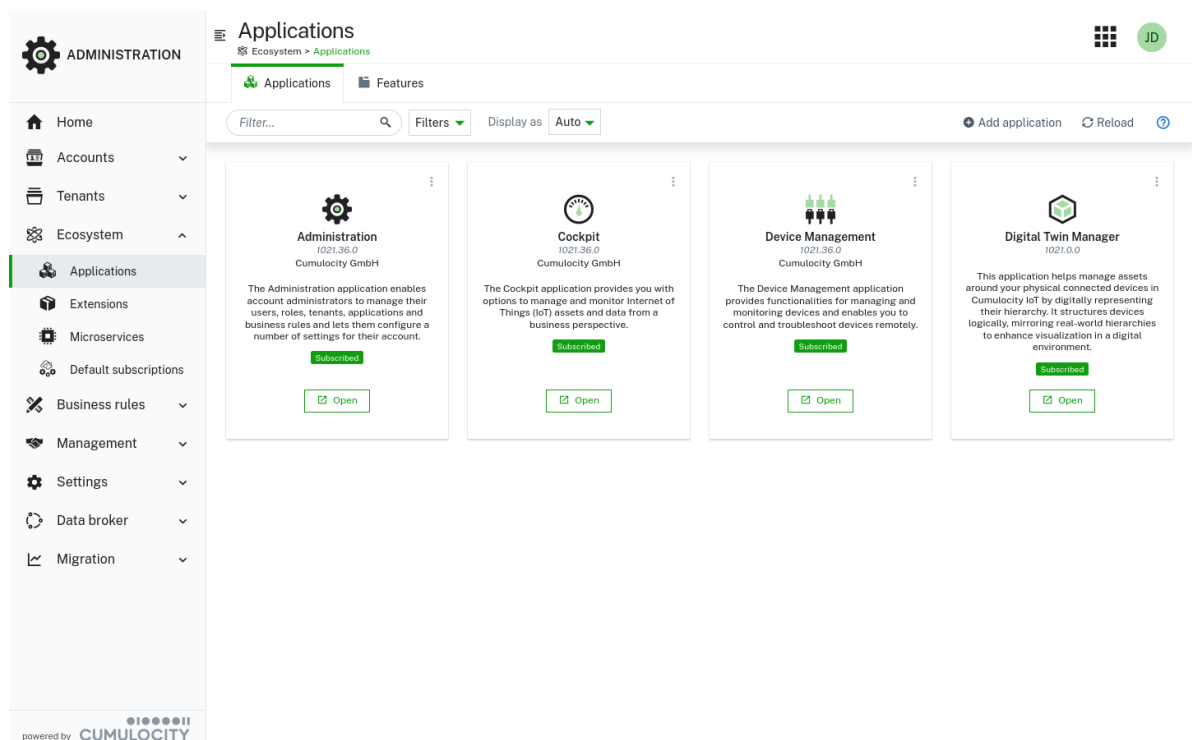 ADMINISTRATION
Applications
Ecosystem > Applications
JD
Applications
Features
Home
Accounts
Tenants
Ecosystem
Applications
Extensions
Microservices
Default subscriptions
Business rules
Management
Settings
Data broker
Migration
powered by CUMULOCITY
Filter...
Filters
Display as
Auto
Add application
Reload
Administration
1021.36.0
Cumulocity GmbH
The Administration application enables
account administrators to manage their
users, roles, tenants, applications and
business rules and lets them configure a
number of settings for their account.
Subscribed
Open
Cockpit
1021.36.0
Cumulocity GmbH
The Cockpit application provides you with
options to manage and monitor Internet of
Things (IoT) assets and data from a
business perspective.
Subscribed
Open
Device Management
1021.36.0
Cumulocity GmbH
The Device Management application
provides functionalities for managing and
monitoring devices and enables you to
control and troubleshoot devices remotely.
Subscribed
Open
Digital Twin Manager
1021.0.0
This application helps manage assets
around your physical connected devices in
Cumulocity IoT by digitally representing
their hierarchy. It structures devices
logically, mirroring real-world hierarchies
to enhance visualization in a digital
environment.
Subscribed
Open